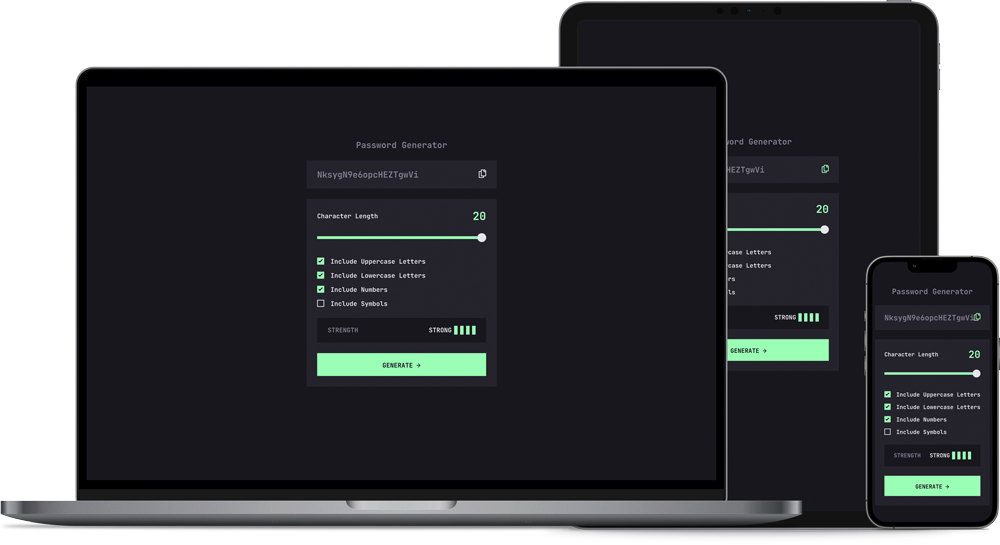 Password Generator
NksygN9e6opcHEZTgwVi
Character Length 20
Include Uppercase Letters
Include Lowercase Letters
Include Numbers
Include Symbols
STRENGTH STRONG
GENERATE →
word Generator
HEZTgwVi
20
case Letters
case Letters
rs
ls
STRONG
GENERATE →
Password Generator
NksygN9e6opcHEZTgwVi
Character Length 20
Include Uppercase Letters
Include Lowercase Letters
Include Numbers
Include Symbols
STRENGTH STRONG
GENERATE →